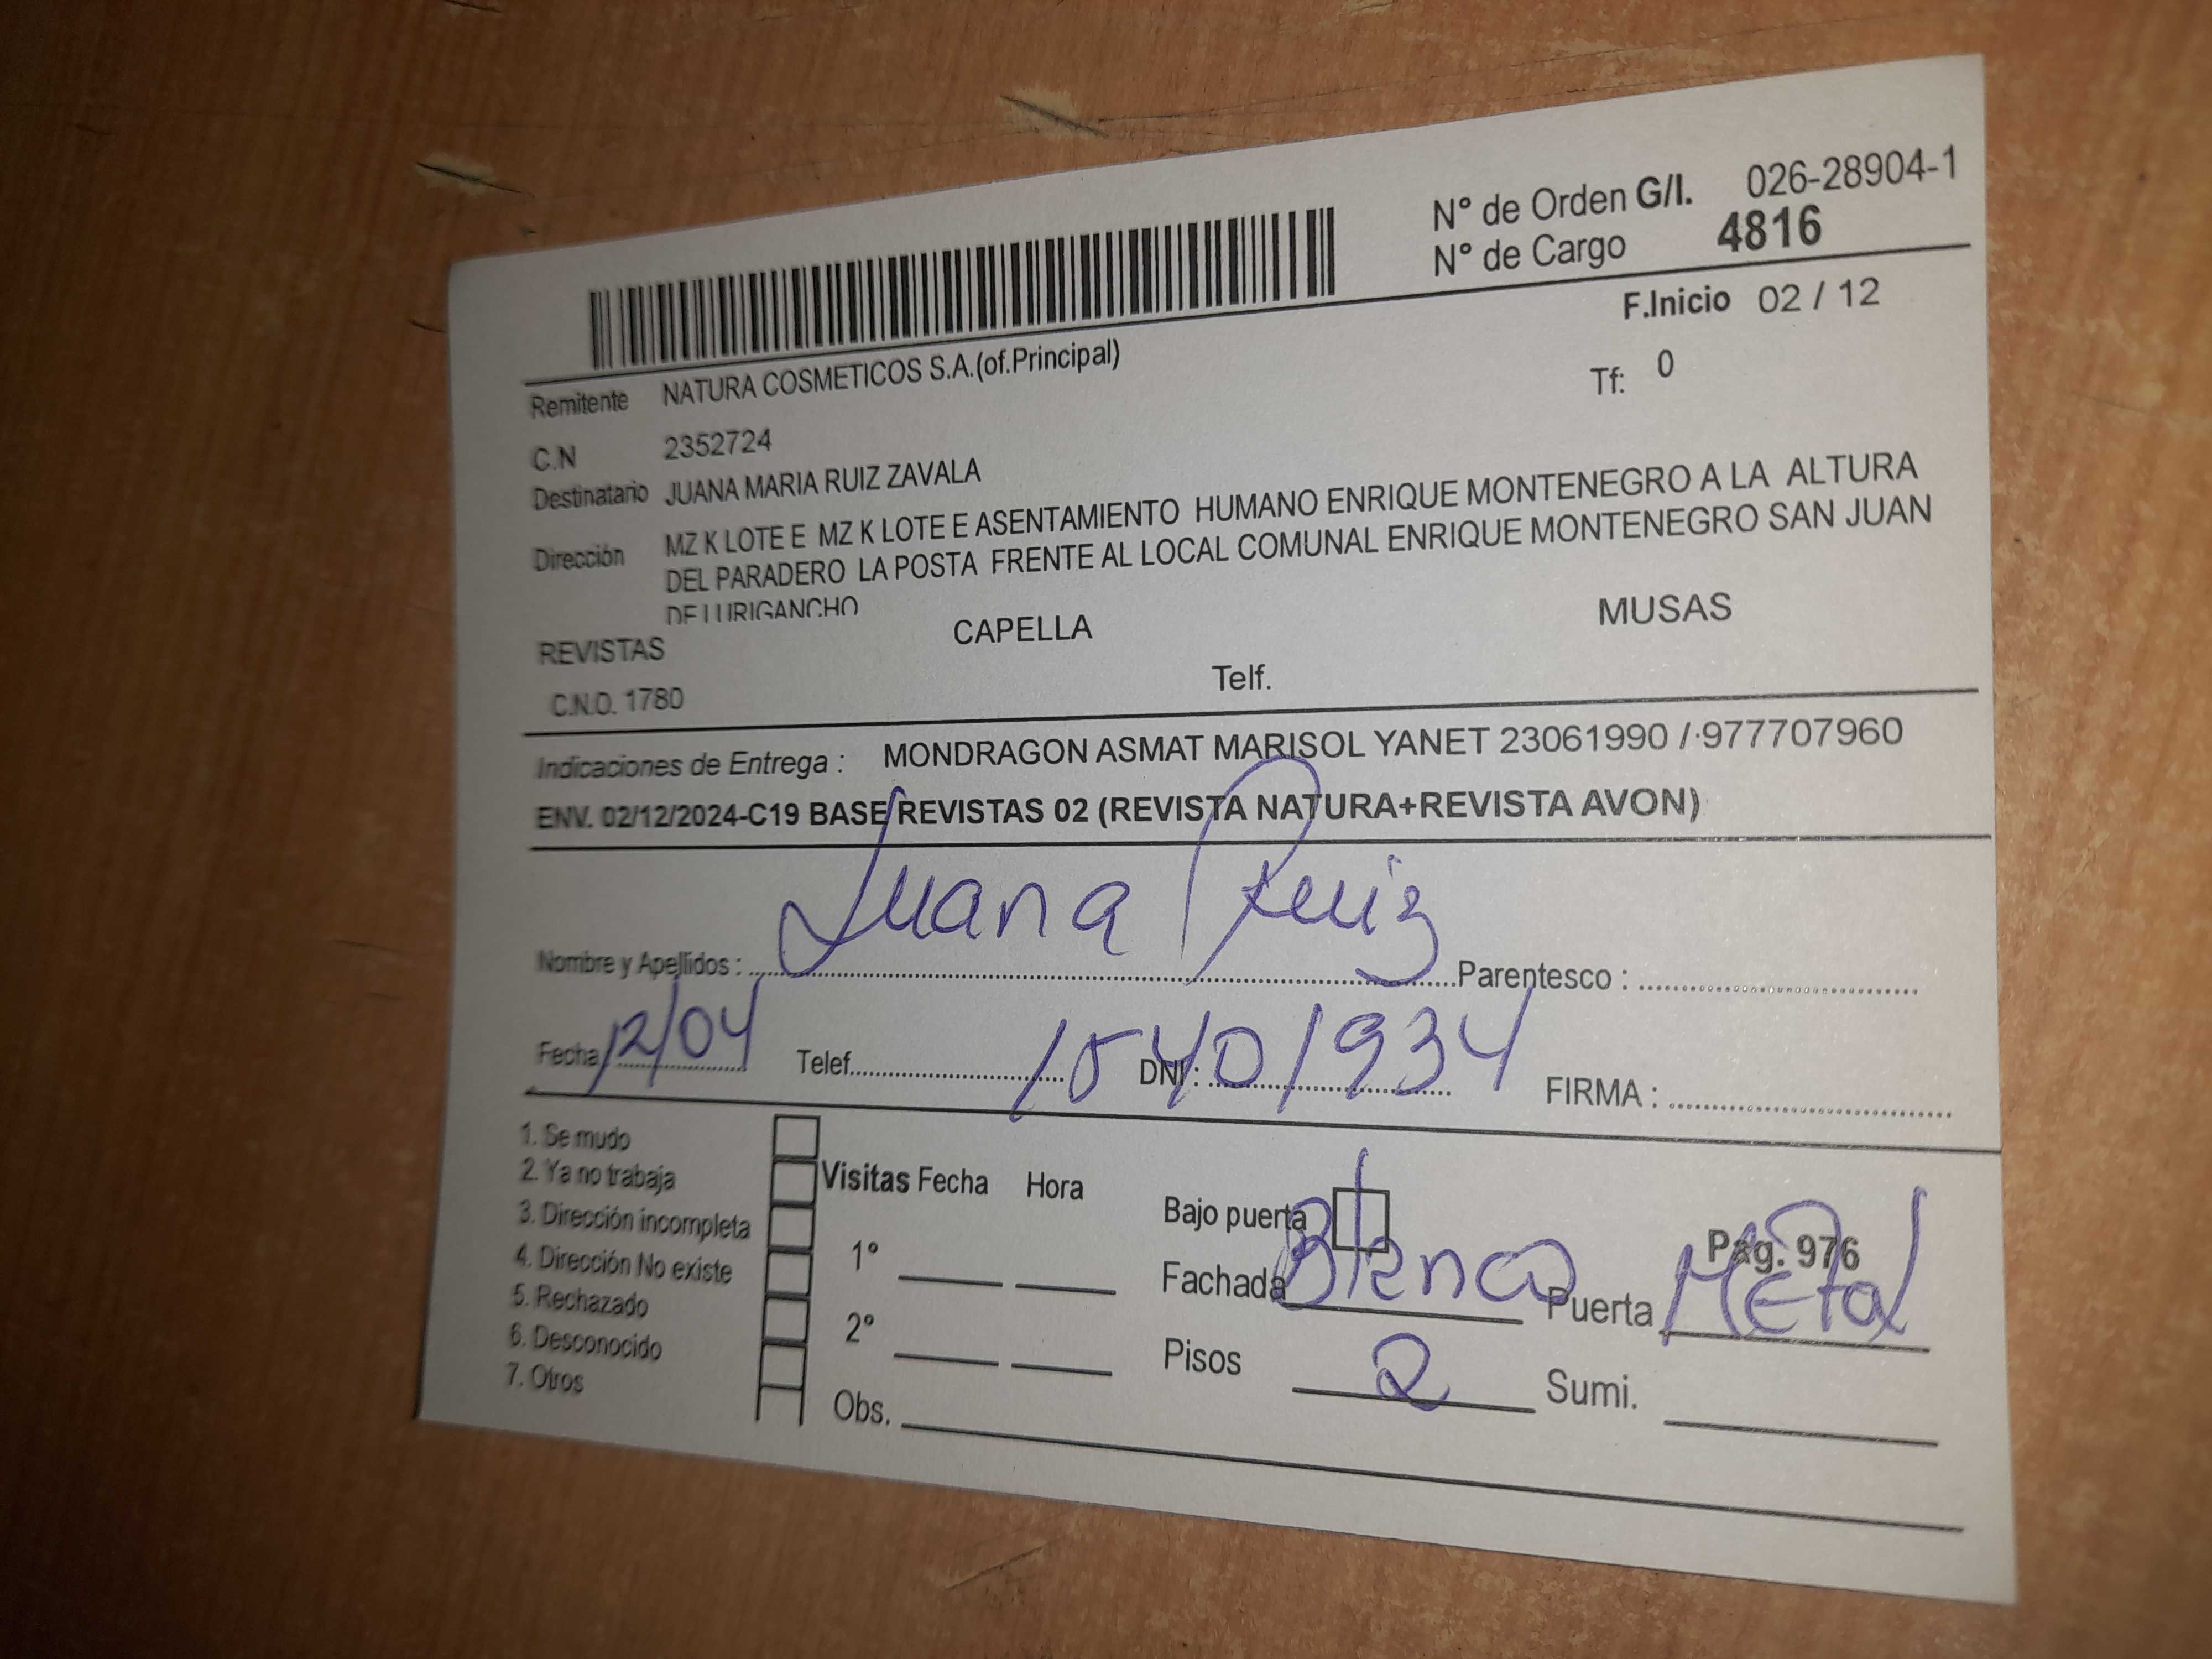 N° de Orden G/I. 026-28904-1
N° de Cargo 4816
F.Inicio 02 / 12
Remitente NATURA COSMETICOS S.A.(of.Principal)
Tf: 0
C.N 2352724
Destinatario JUANA MARIA RUIZ ZAVALA
Dirección MZ K LOTE E MZ K LOTE E ASENTAMIENTO HUMANO ENRIQUE MONTENEGRO A LA ALTURA
DEL PARADERO LA POSTA FRENTE AL LOCAL COMUNAL ENRIQUE MONTENEGRO SAN JUAN
DE LURIGANCHO
REVISTAS CAPELLA MUSAS
C.N.O. 1780 Telf.
Indicaciones de Entrega : MONDRAGON ASMAT MARISOL YANET 23061990 / 977707960
ENV. 02/12/2024-C19 BASE REVISTAS 02 (REVISTA NATURA+REVISTA AVON)
Nombre y Apellidos : Juana Ruiz Parentesco :
Fecha 12/04 Telef. DNI : 15401934 FIRMA :
1. Se mudo
2. Ya no trabaja
3. Dirección incompleta
4. Dirección No existe
5. Rechazado
6. Desconocido
7. Otros
Visitas Fecha Hora
1°
2°
Obs.
Bajo puerta Pág. 976
Fachada Blanca Puerta Metal
Pisos 2 Sumi.